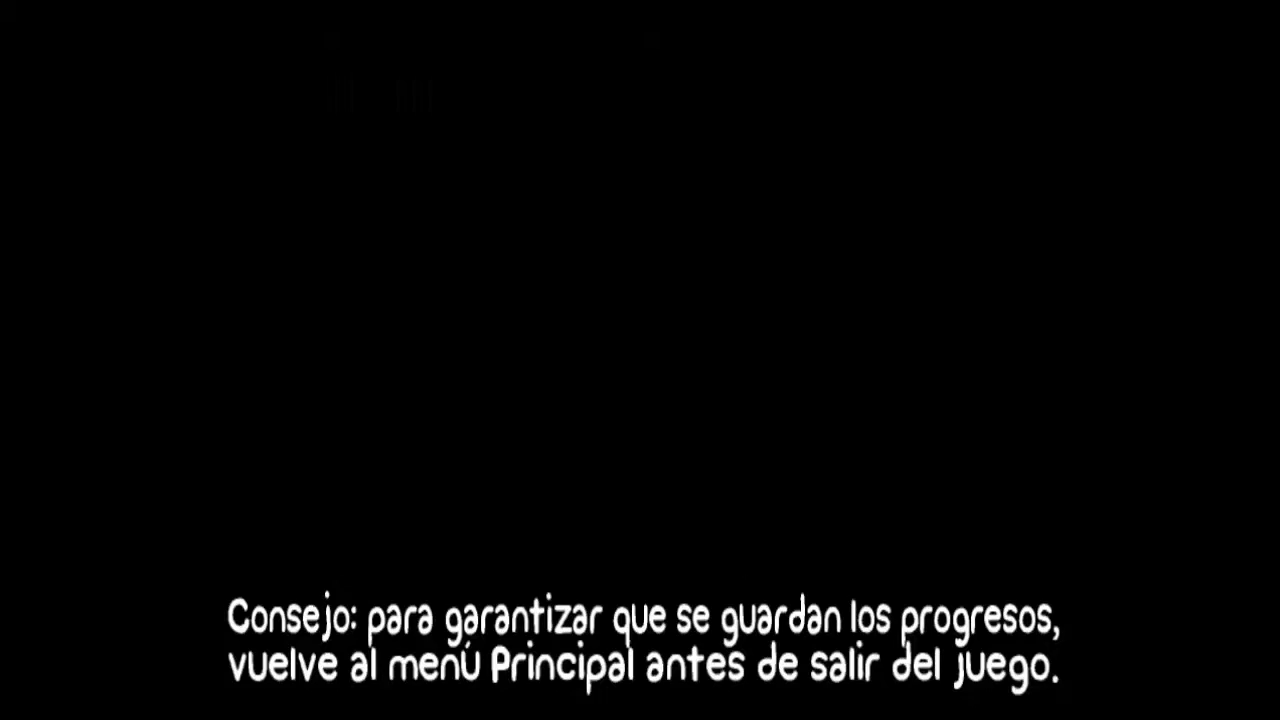 Consejo: para garantizar que se guardan los progresos,
vuelve al menú Principal antes de salir del juego.